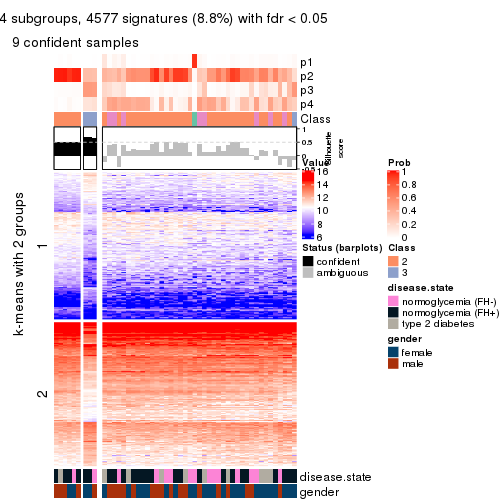 4 subgroups, 4577 signatures (8.8%) with fdr < 0.05
9 confident samples
p1
p2
p3
p4
Class
1
0.5
0
-0.5
Silhouette
score
k-means with 2 groups
1
2
Value
16
14
12
10
8
6
Status (barplots)
confident
ambiguous
Prob
1
0.8
0.6
0.4
0.2
0
Class
2
3
disease.state
normoglycemia (FH-)
normoglycemia (FH+)
type 2 diabetes
gender
female
male
disease.state
gender